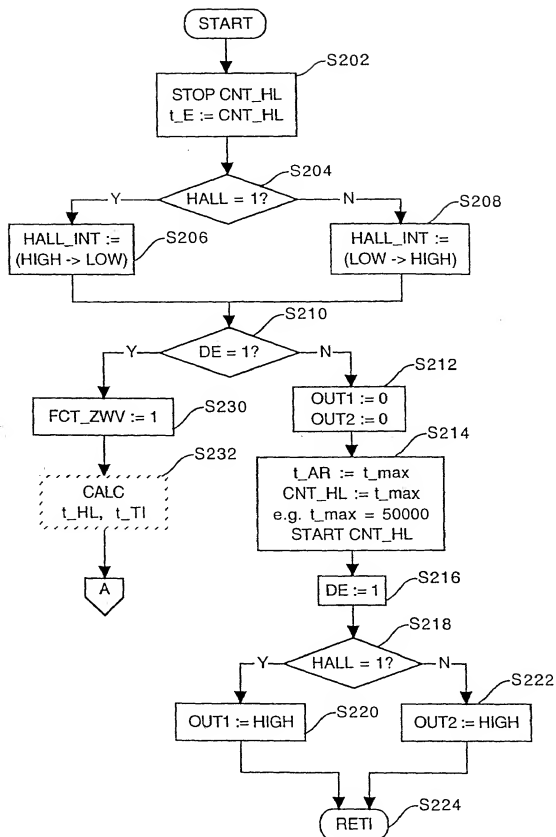 START
S202
STOP CNT_HL
t_E := CNT_HL
S204
Y
HALL = 1?
N
S206
HALL_INT :=
(HIGH -> LOW)
S208
HALL_INT :=
(LOW -> HIGH)
S210
Y
DE = 1?
N
S212
OUT1 := 0
OUT2 := 0
FCT_ZWV := 1
S230
S232
CALC
t_HL, t_TI
A
S214
t_AR := t_max
CNT_HL := t_max
e.g. t_max = 50000
START CNT_HL
DE := 1
S216
S218
Y
HALL = 1?
N
OUT1 := HIGH
S220
S222
OUT2 := HIGH
RETI
S224